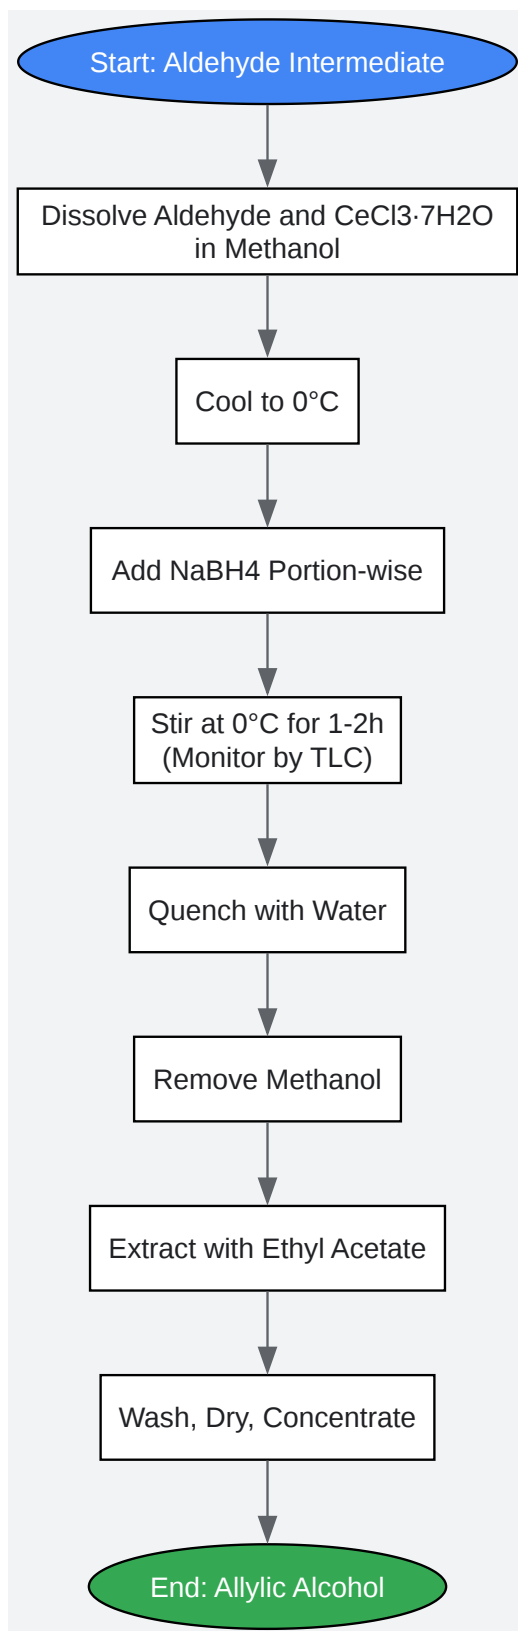 Start: Aldehyde Intermediate
Dissolve Aldehyde and CeCl3·7H2O
in Methanol
Cool to 0°C
Add NaBH4 Portion-wise
Stir at 0°C for 1-2h
(Monitor by TLC)
Quench with Water
Remove Methanol
Extract with Ethyl Acetate
Wash, Dry, Concentrate
End: Allylic Alcohol